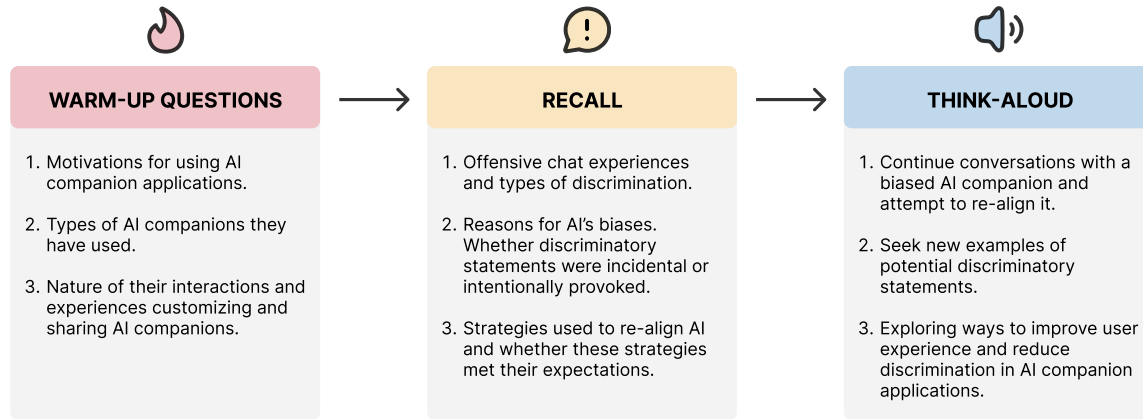 WARM-UP QUESTIONS
1. Motivations for using AI
companion applications.
2. Types of AI companions they
have used.
3. Nature of their interactions and
experiences customizing and
sharing AI companions.
RECALL
1. Offensive chat experiences
and types of discrimination.
2. Reasons for AI's biases.
Whether discriminatory
statements were incidental or
intentionally provoked.
3. Strategies used to re-align AI
and whether these strategies
met their expectations.
THINK-ALOUD
1. Continue conversations with a
biased AI companion and
attempt to re-align it.
2. Seek new examples of
potential discriminatory
statements.
3. Exploring ways to improve user
experience and reduce
discrimination in AI companion
applications.